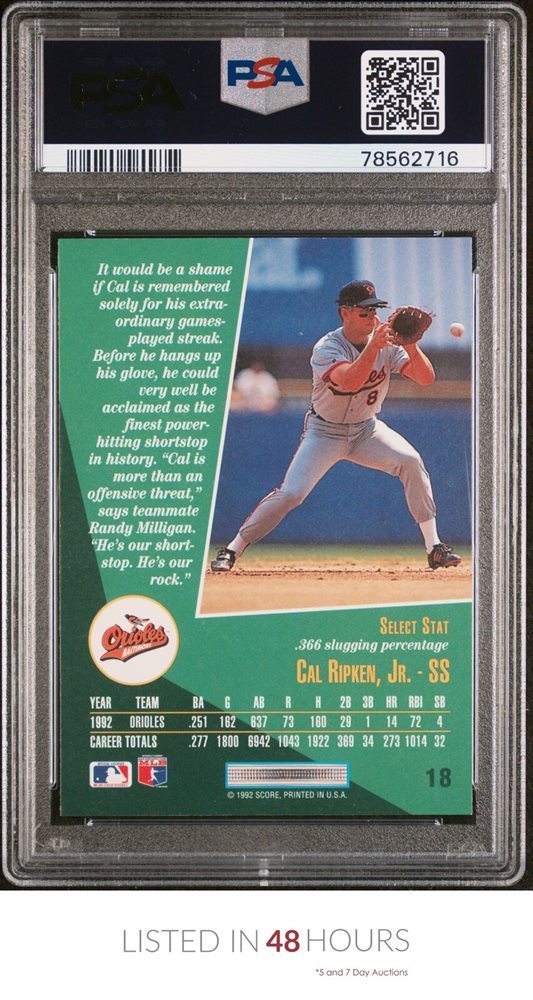 PSA
PSA
78562716
It would be a shame
if Cal is remembered
solely for his extra-
ordinary games-
played streak.
Before he hangs up
his glove, he could
very well be
acclaimed as the
finest power-
hitting shortstop
in history. “Cal is
more than an
offensive threat,”
says teammate
Randy Milligan.
“He’s our short-
stop. He’s our
rock.”
8
Orioles
BALTIMORE
SELECT STAT
.366 slugging percentage
CAL RIPKEN, JR. - SS
YEAR TEAM BA G AB R H 2B 3B HR RBI SB
1992 ORIOLES .251 162 637 73 160 29 1 14 72 4
CAREER TOTALS .277 1800 6942 1043 1922 369 34 273 1014 32
18
© 1992 SCORE, PRINTED IN U.S.A.
LISTED IN 48 HOURS
*5 and 7 Day Auctions